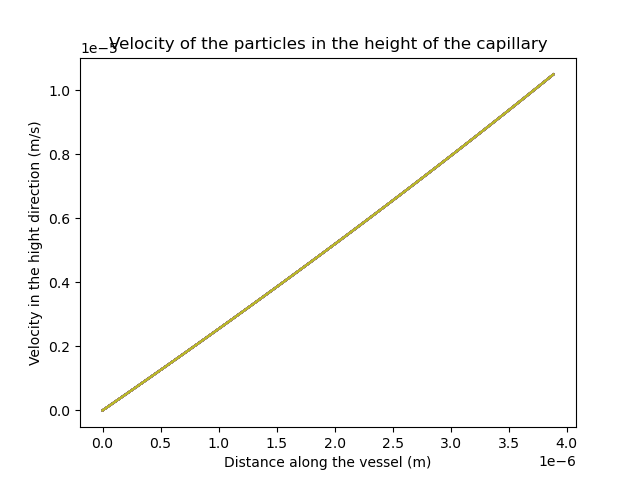 Velocity of the particles in the height of the capillary
1e−5
1.0
0.8
0.6
0.4
0.2
0.0
Velocity in the hight direction (m/s)
0.0 0.5 1.0 1.5 2.0 2.5 3.0 3.5 4.0
1e−6
Distance along the vessel (m)